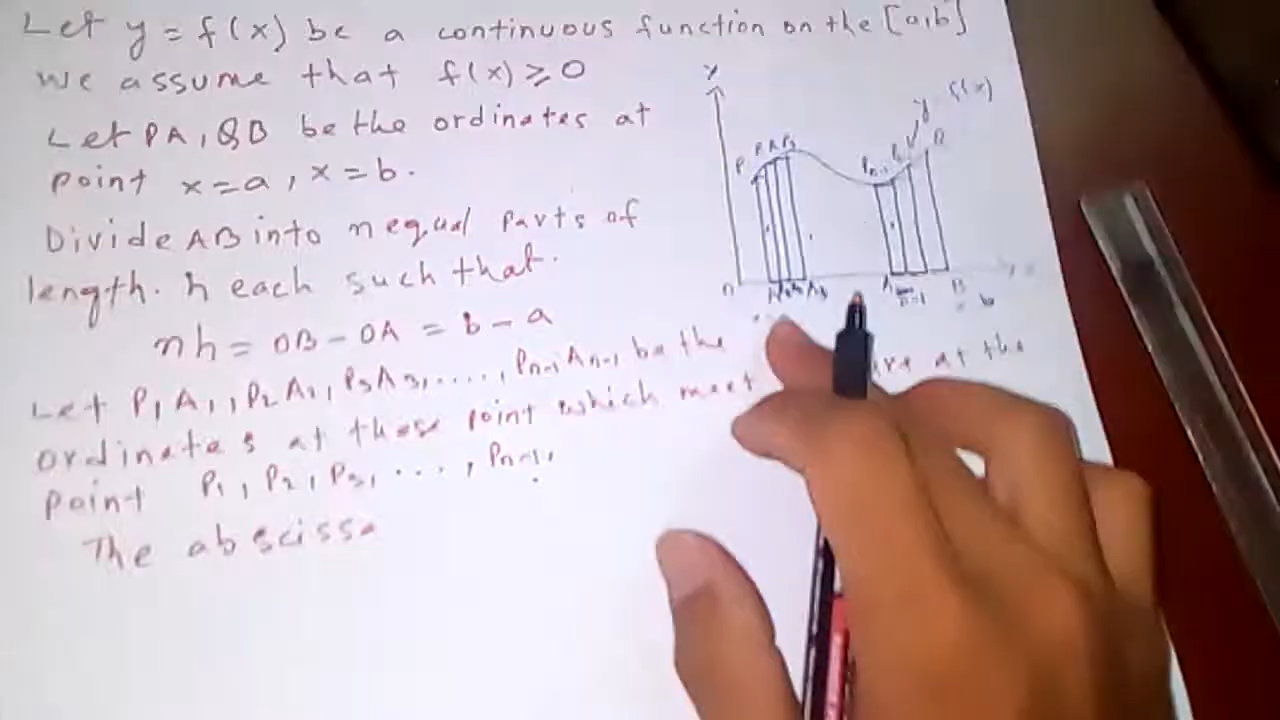 Let y = f(x) be a continuous function on the [a,b]
We assume that f(x) ≥ 0
Let PA, QB be the ordinates at
point x=a, x=b.
Divide AB into n equal parts of
length. h each such that.
nh = OB - OA = b - a
Let P₁A₁, P₂A₂, P₃A₃, ....., Pn-1An-1 be the
ordinates at these point which meet at the
point P₁, P₂, P₃, ..., Pn-1,
The abscissa
Y
f(x)
P
B
= b